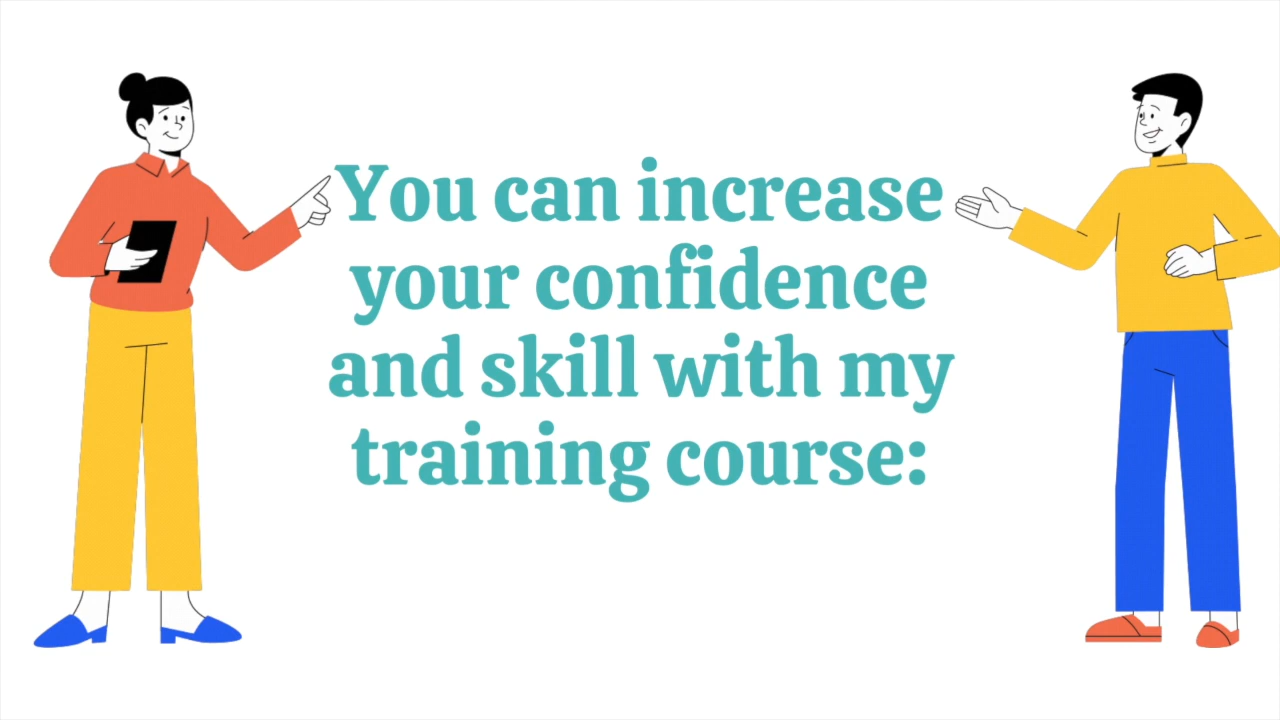 You can increase
your confidence
and skill with my
training course: